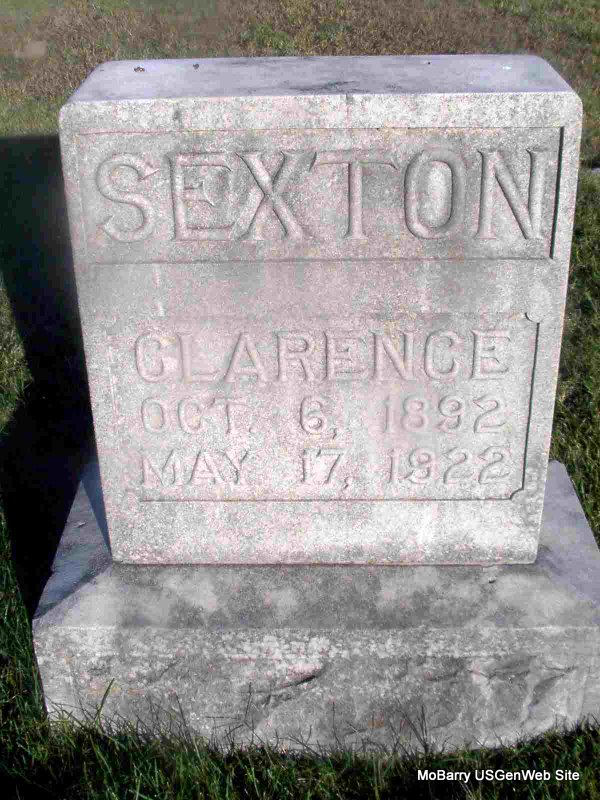 SEXTON
CLARENCE
OCT. 6, 1892
MAY 17, 1922
MoBarry USGenWeb Site